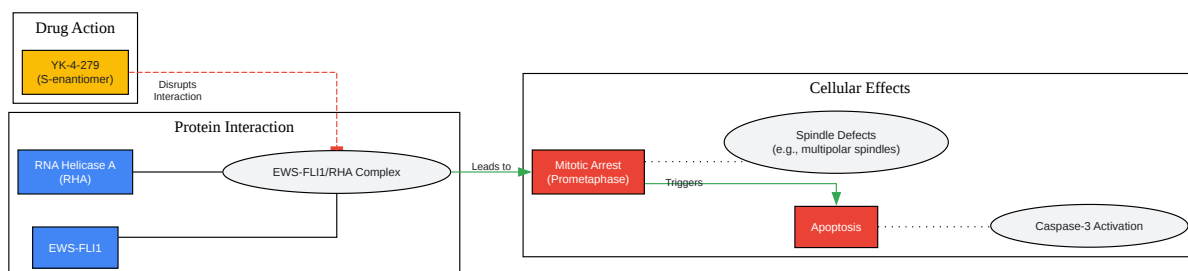 Drug Action
YK-4-279
(S-enantiomer)
Disrupts
Interaction
Protein Interaction
RNA Helicase A
(RHA)
EWS-FLI1/RHA Complex
EWS-FLI1
Leads to
Cellular Effects
Spindle Defects
(e.g., multipolar spindles)
Mitotic Arrest
(Prometaphase)
Triggers
Apoptosis
Caspase-3 Activation